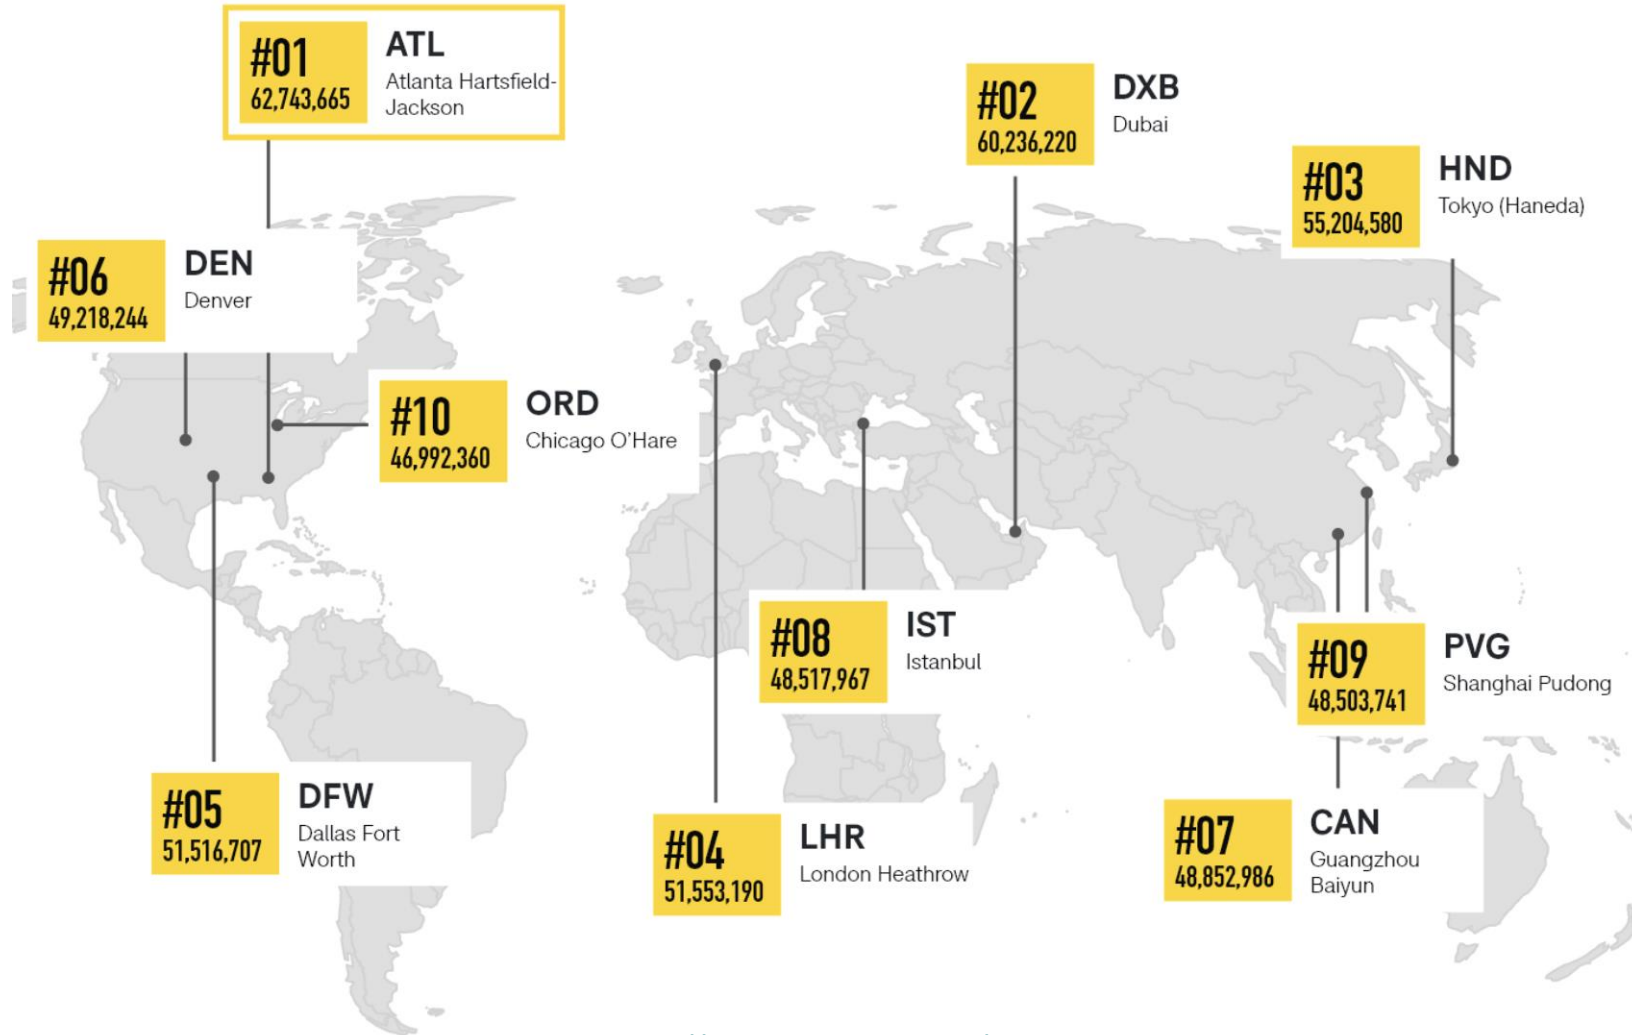 #01
62,743,665
ATL
Atlanta Hartsfield-
Jackson
#02
60,236,220
DXB
Dubai
#03
55,204,580
HND
Tokyo (Haneda)
#06
49,218,244
DEN
Denver
#10
46,992,360
ORD
Chicago O'Hare
#08
48,517,967
IST
Istanbul
#09
48,503,741
PVG
Shanghai Pudong
#05
51,516,707
DFW
Dallas Fort
Worth
#04
51,553,190
LHR
London Heathrow
#07
48,852,986
CAN
Guangzhou
Baiyun